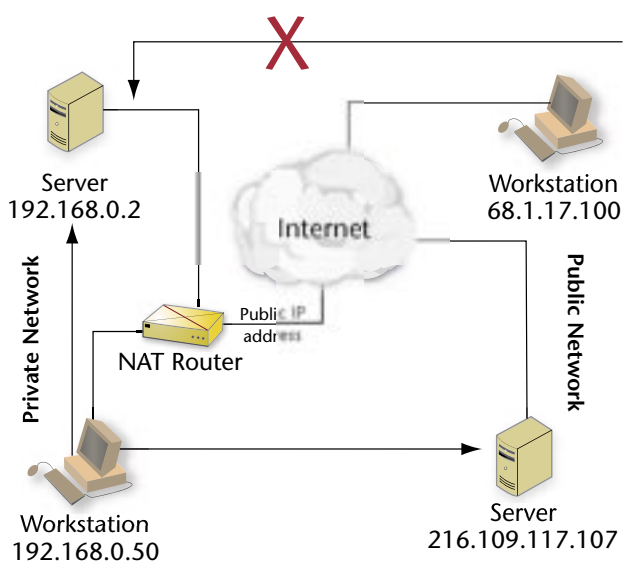 Server
192.168.0.2
Workstation
68.1.17.100
Internet
Private Network
Public Network
Public IP
address
NAT Router
Workstation
192.168.0.50
Server
216.109.117.107